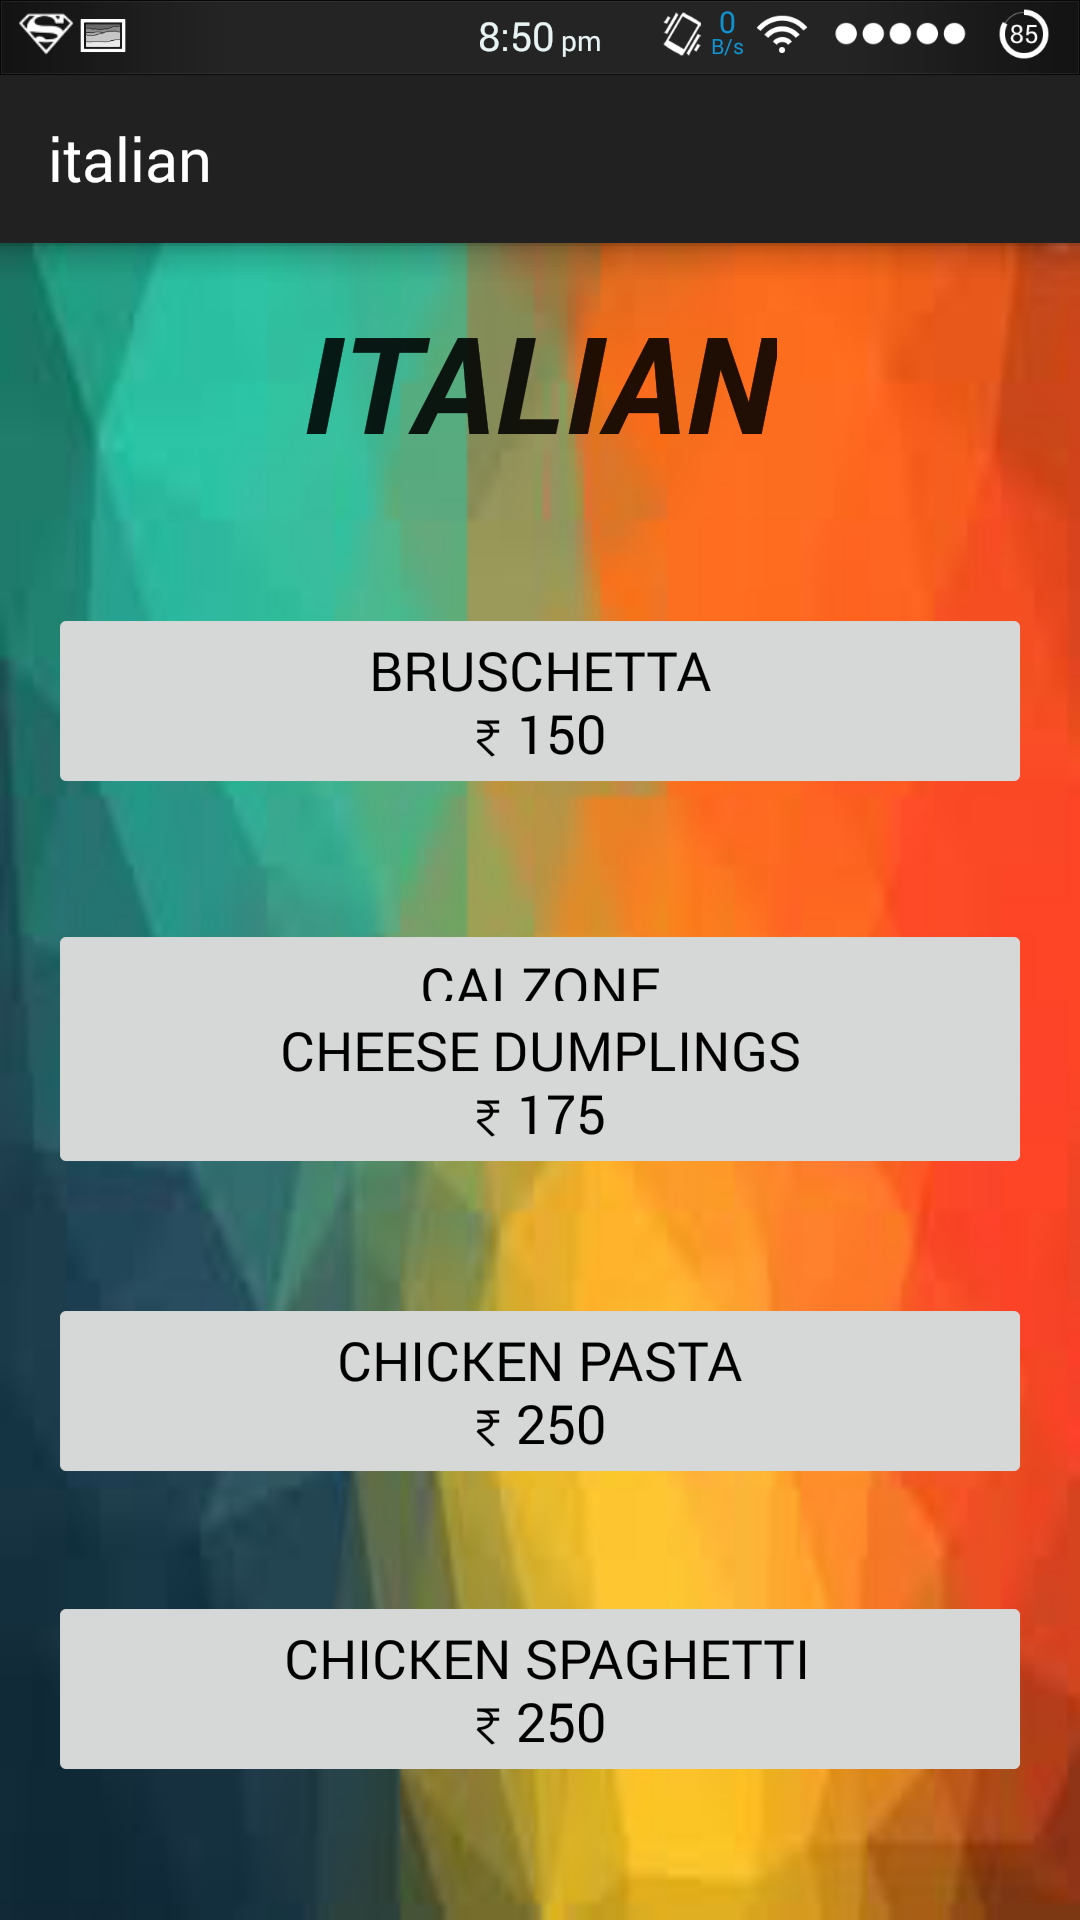 8:50 pm
0
B/s
85
italian
ITALIAN
BRUSCHETTA
₹ 150
CALZONE
CHEESE DUMPLINGS
₹ 175
CHICKEN PASTA
₹ 250
CHICKEN SPAGHETTI
₹ 250